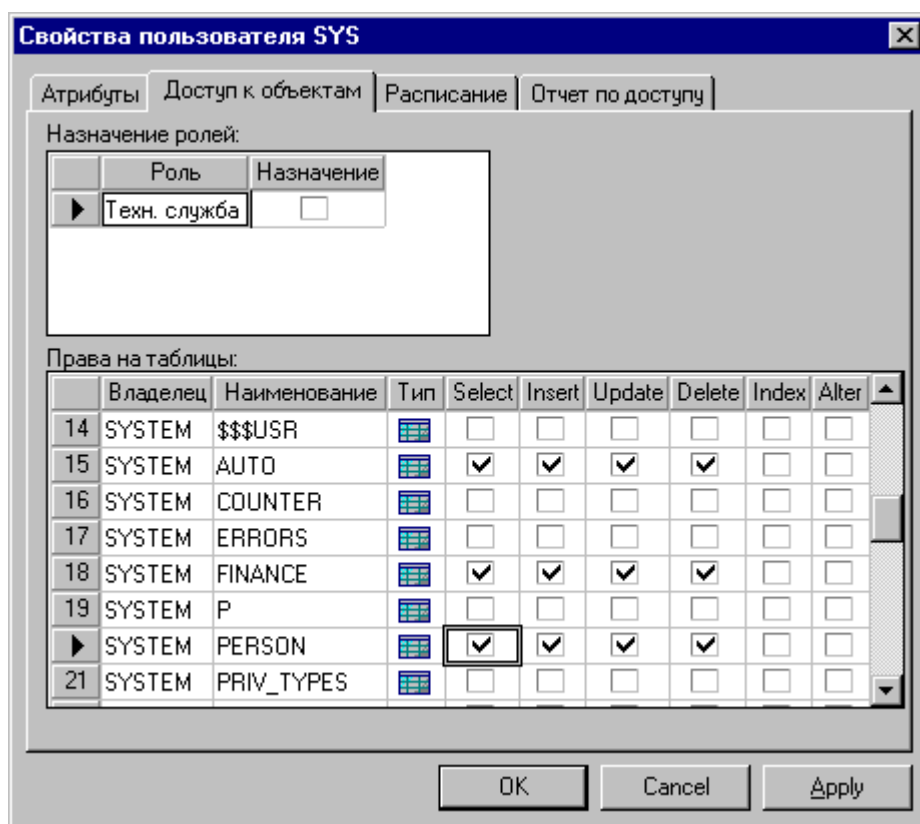 Свойства пользователя SYS
Атрибуты Доступ к объектам Расписание Отчет по доступу
Назначение ролей:
Роль Назначение
Техн. служба
Права на таблицы:
Владелец Наименование Тип Select Insert Update Delete Index Alter
14 SYSTEM $$$USR
15 SYSTEM AUTO
16 SYSTEM COUNTER
17 SYSTEM ERRORS
18 SYSTEM FINANCE
19 SYSTEM P
SYSTEM PERSON
21 SYSTEM PRIV_TYPES
OK Cancel Apply